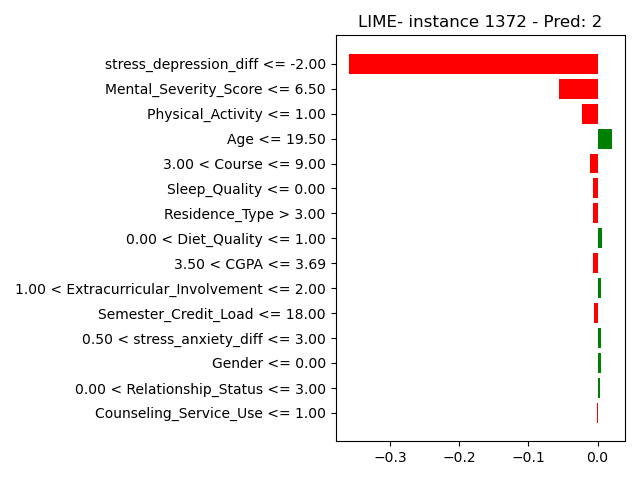 LIME- instance 1372 - Pred: 2
stress_depression_diff <= -2.00
Mental_Severity_Score <= 6.50
Physical_Activity <= 1.00
Age <= 19.50
3.00 < Course <= 9.00
Sleep_Quality <= 0.00
Residence_Type > 3.00
0.00 < Diet_Quality <= 1.00
3.50 < CGPA <= 3.69
1.00 < Extracurricular_Involvement <= 2.00
Semester_Credit_Load <= 18.00
0.50 < stress_anxiety_diff <= 3.00
Gender <= 0.00
0.00 < Relationship_Status <= 3.00
Counseling_Service_Use <= 1.00
−0.3 −0.2 −0.1 0.0